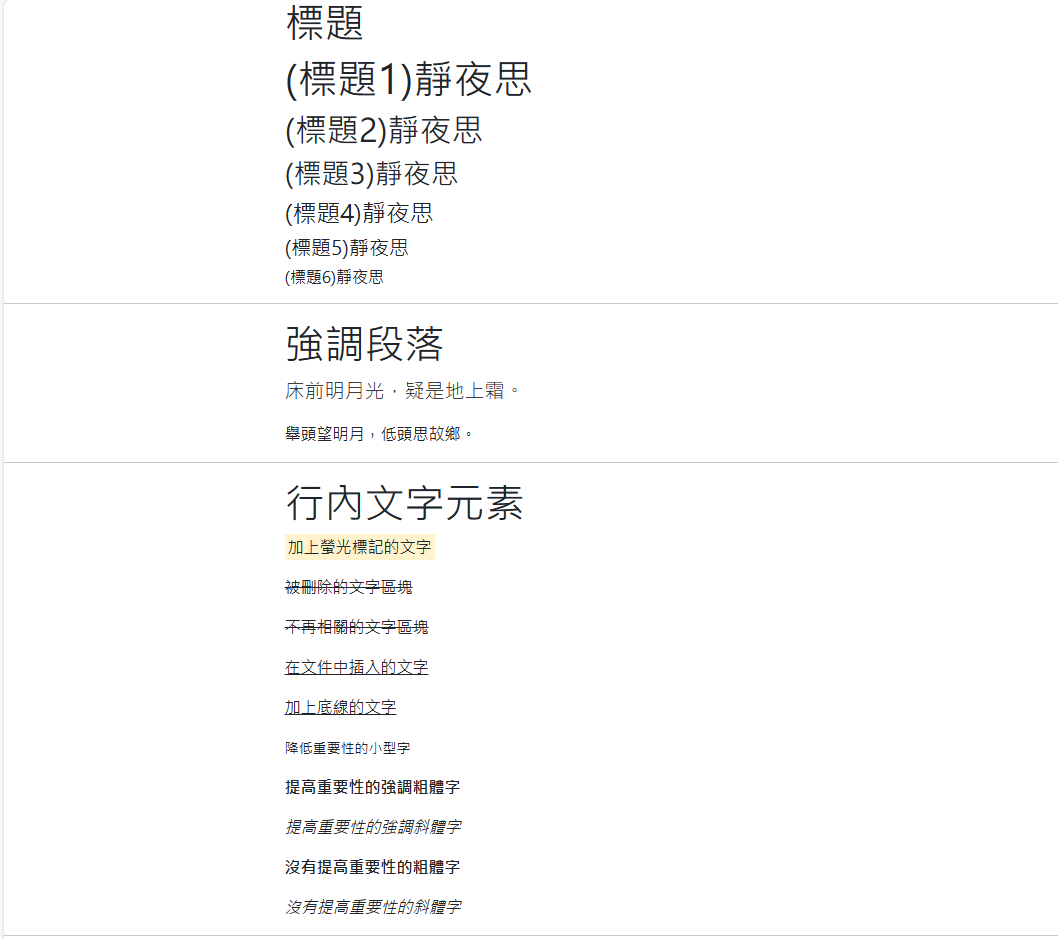 標題
(標題1)靜夜思
(標題2)靜夜思
(標題3)靜夜思
(標題4)靜夜思
(標題5)靜夜思
(標題6)靜夜思
強調段落
床前明月光，疑是地上霜。
舉頭望明月，低頭思故鄉。
行內文字元素
加上螢光標記的文字
被刪除的文字區塊
不再相關的文字區塊
在文件中插入的文字
加上底線的文字
降低重要性的小型字
提高重要性的強調粗體字
提高重要性的強調斜體字
沒有提高重要性的粗體字
沒有提高重要性的斜體字